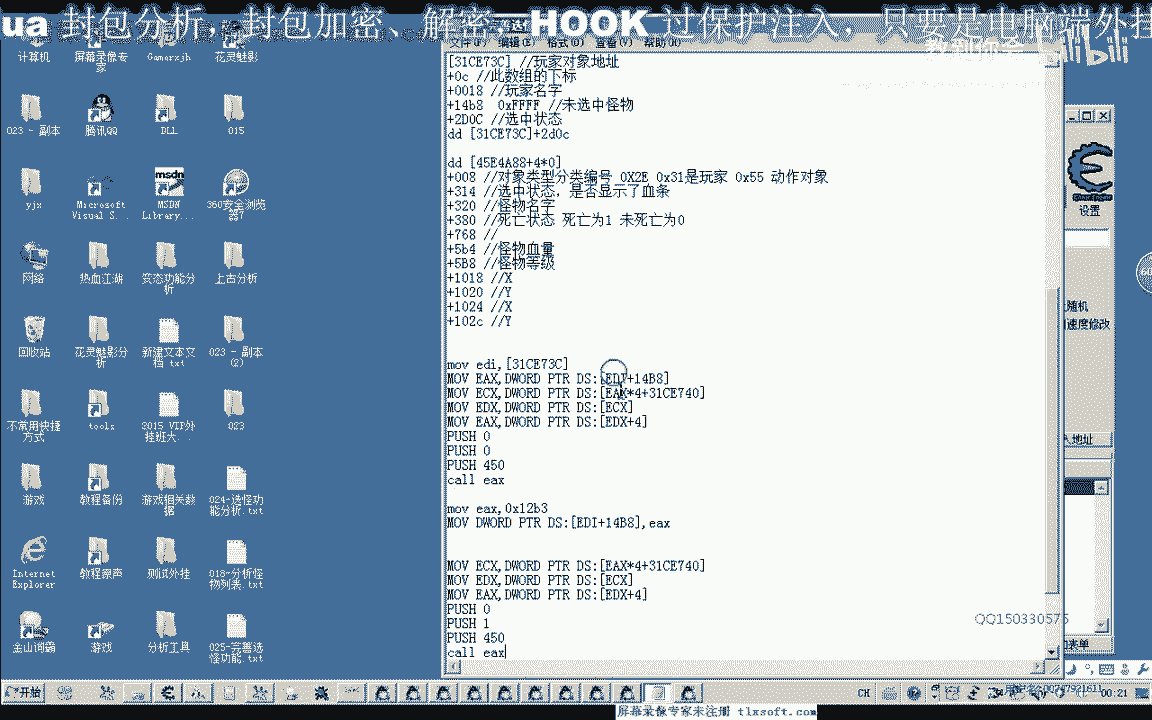 ua 封包分析，封包加密、解密、HOOK 过保护注入，只要是电脑端外挂
教到你会
bilibili
文件(F) 编辑(E) 格式(O) 查看(V) 帮助(H)
计算机
屏幕录像专家
Gamerxjh
花灵魅影
023 - 副本
腾讯QQ
DLL
015
yjx
Microsoft Visual S...
MSDN Library...
360安全浏览器7
网络
热血江湖
变态功能分析
上古分析
回收站
花灵魅影分析
新建文本文档.txt
023 - 副本 (2)
不常用快捷方式
tools
2015 VIP外挂班大...
023
游戏
教程备份
游戏相关数据
024-选怪功能分析.txt
Internet Explorer
教程原声
测试外挂
018-分析怪物列表.txt
金山词霸
游戏
分析工具
025-完善选怪功能.txt
[31CE73C] //玩家对象地址
+0c //此数组的下标
+0018 //玩家名字
+14b8  0xFFFF //未选中怪物
+2D0C //选中状态
dd [31CE73C]+2d0c
dd [45E4A88+4*0]
+008 //对象类型分类编号 0X2E 0x31是玩家 0x55 动作对象
+314 //选中状态，是否显示了血条
+320 //怪物名字
+380 //死亡状态 死亡为1 未死亡为0
+768 //
+5b4 //怪物血量
+5B8 //怪物等级
+1018 //X
+1020 //Y
+1024 //X
+102c //Y
mov edi,[31CE73C]
MOV EAX,DWORD PTR DS:[EDI+14B8]
MOV ECX,DWORD PTR DS:[EAX*4+31CE740]
MOV EDX,DWORD PTR DS:[ECX]
MOV EAX,DWORD PTR DS:[EDX+4]
PUSH 0
PUSH 0
PUSH 450
call eax
mov eax,0x12b3
MOV DWORD PTR DS:[EDI+14B8],eax
MOV ECX,DWORD PTR DS:[EAX*4+31CE740]
MOV EDX,DWORD PTR DS:[ECX]
MOV EAX,DWORD PTR DS:[EDX+4]
PUSH 0
PUSH 1
PUSH 450
call eax
设置
随机
速度修改
入地址
QQ150330575
开始
CH
00:21
屏幕录像专家未注册 tlxsoft.com